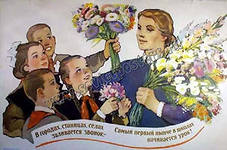 В городах, станицах, сёлах
заливается звонок –
Самый первый нынче в школах
начинается урок!